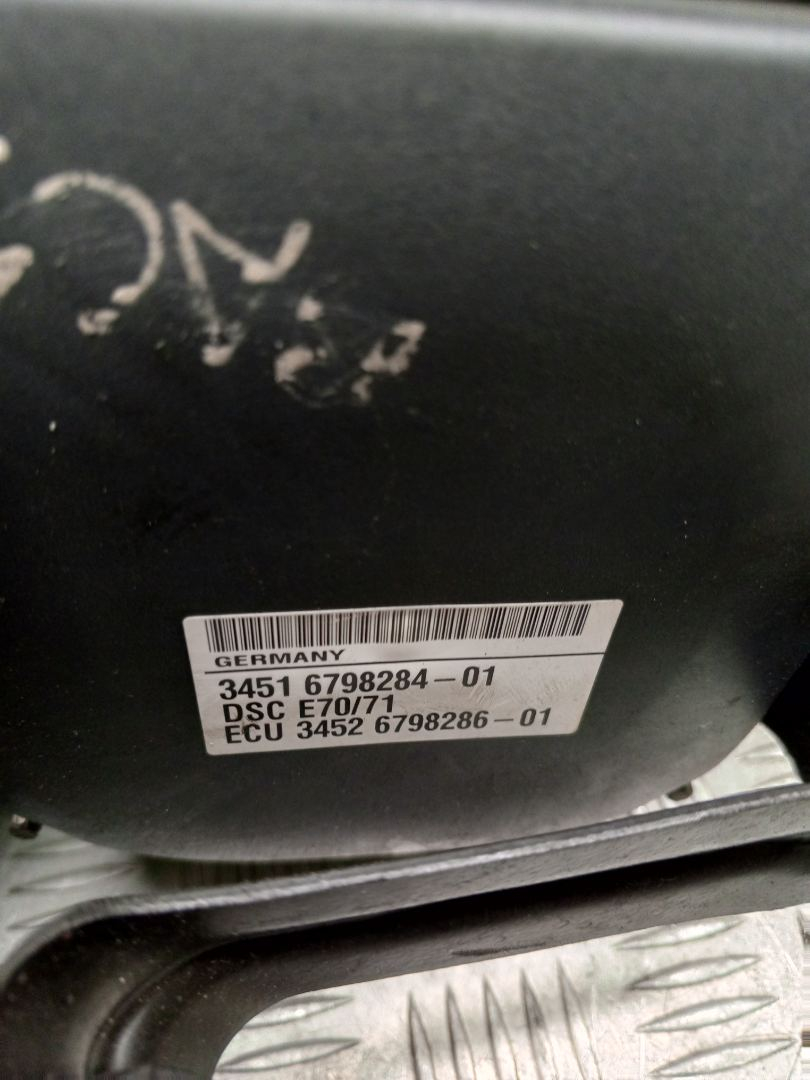 GERMANY
3451 6798284-01
DSC E70/71
ECU 3452 6798286-01